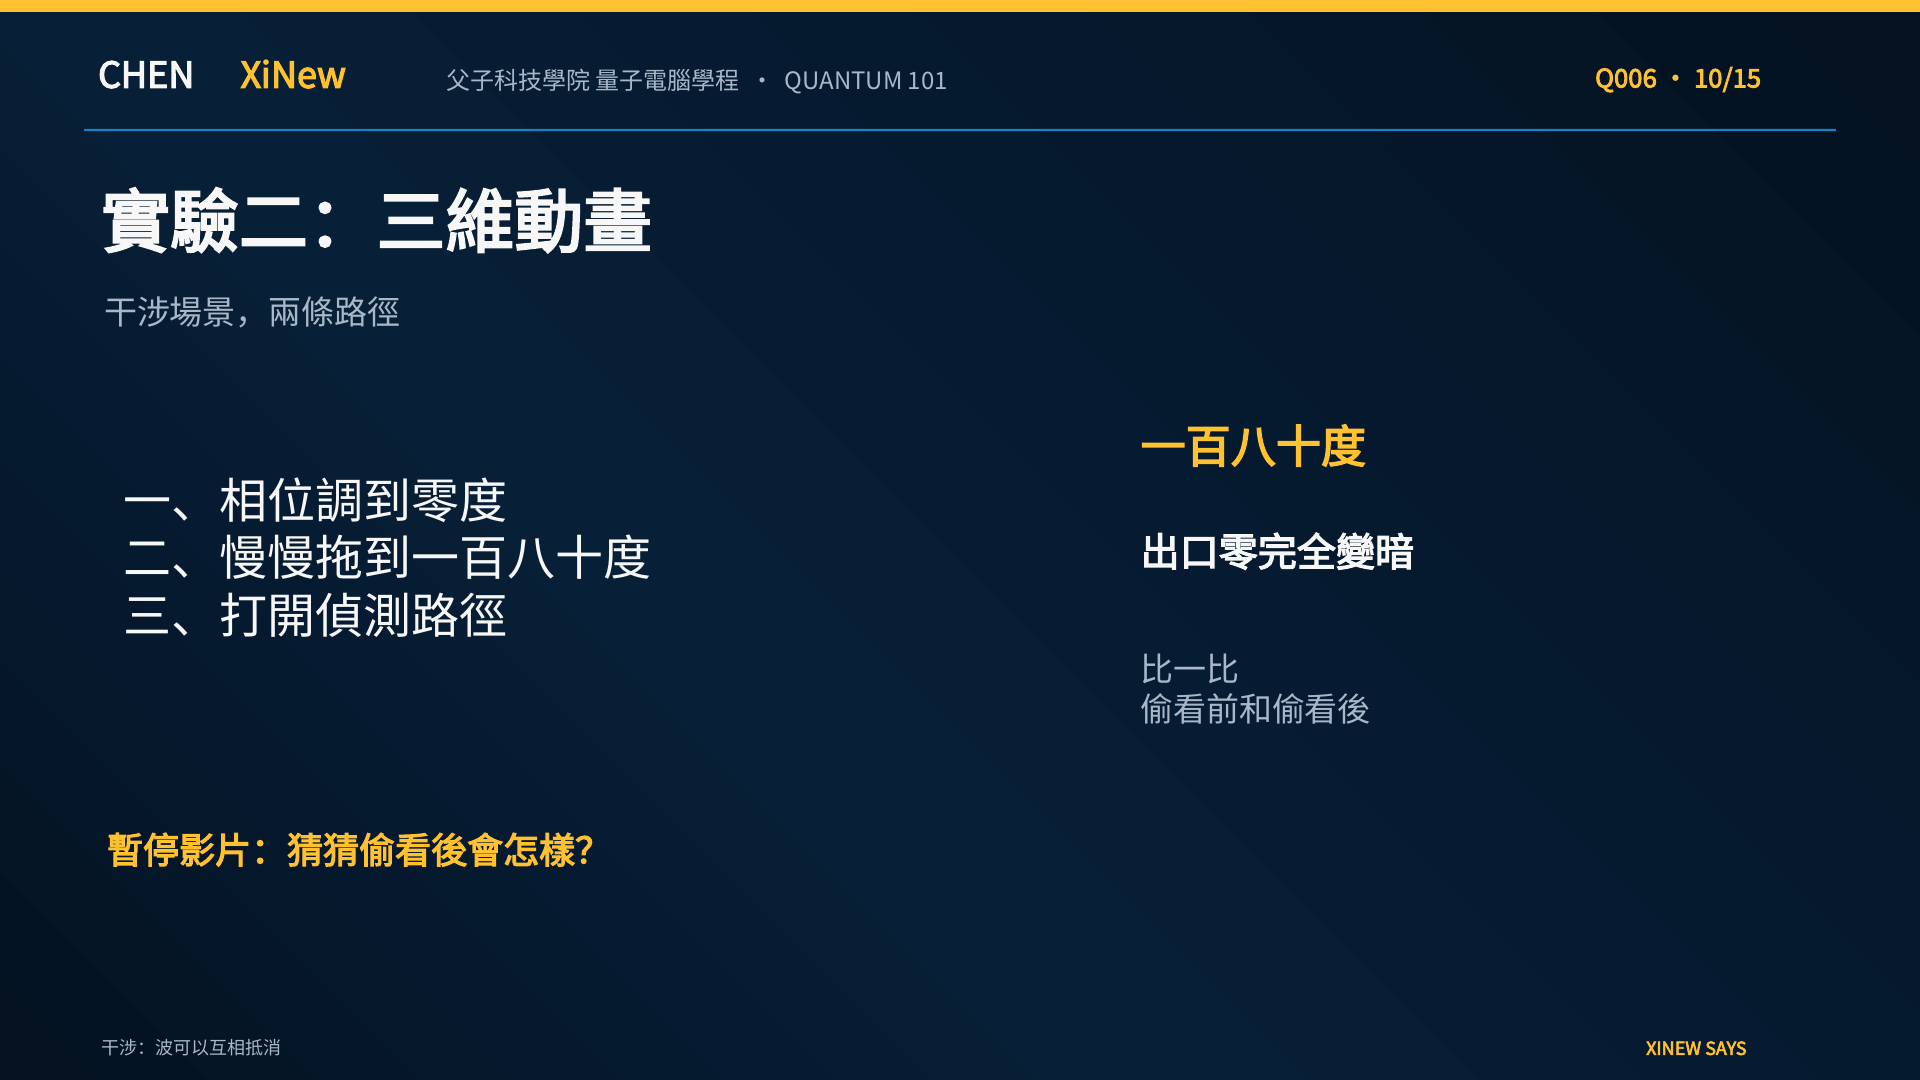 CHEN XiNew 父子科技學院 量子電腦學程 · QUANTUM 101 Q006 · 10/15
實驗二：三維動畫
干涉場景，兩條路徑
一、相位調到零度
二、慢慢拖到一百八十度
三、打開偵測路徑
一百八十度
出口零完全變暗
比一比
偷看前和偷看後
暫停影片：猜猜偷看後會怎樣？
干涉：波可以互相抵消
XINEW SAYS